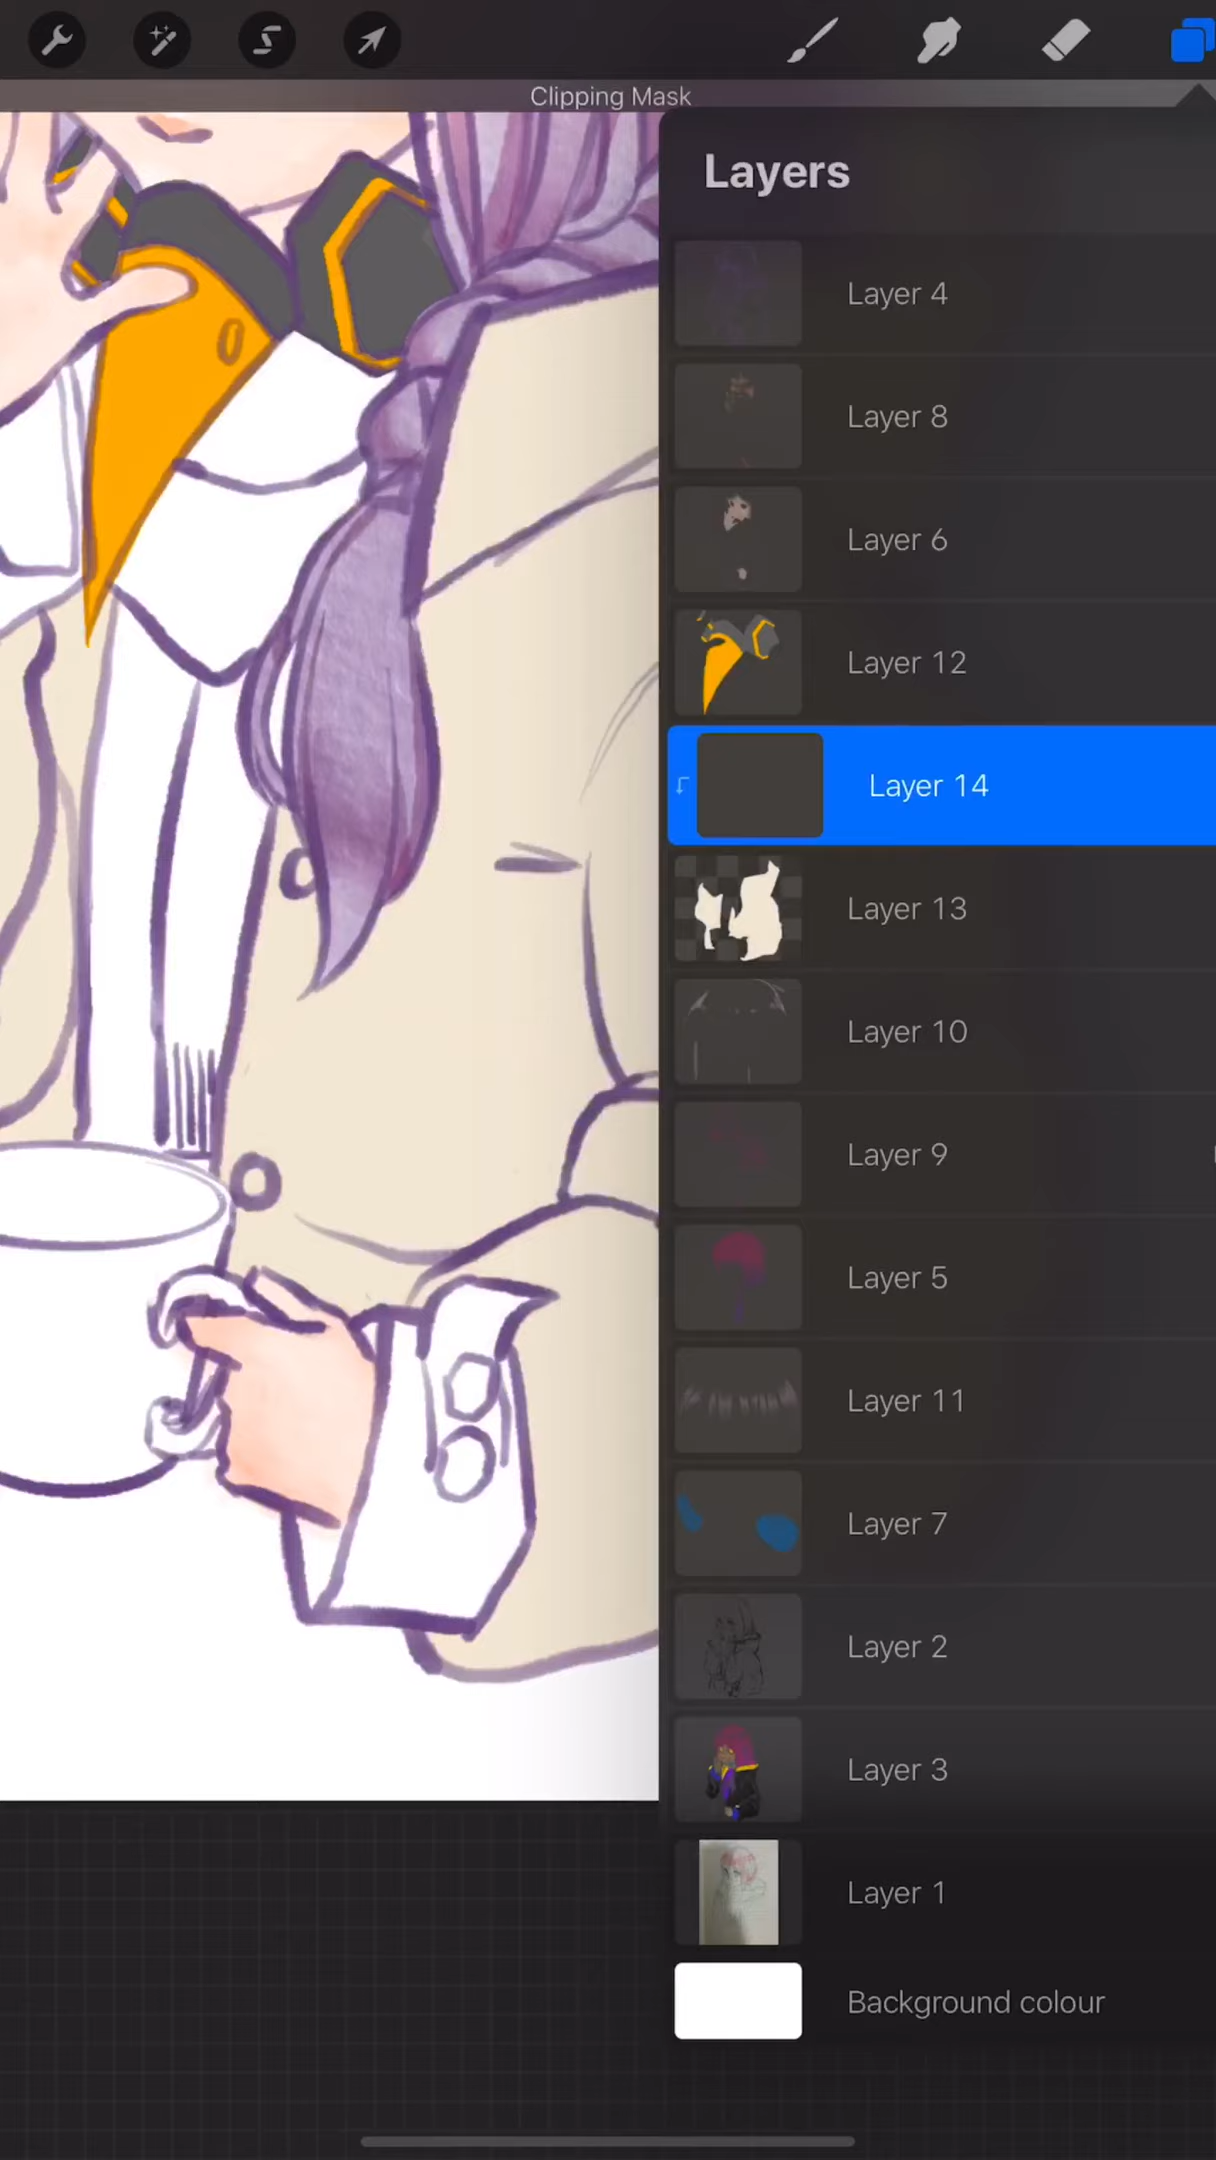 Clipping Mask
Layers
Layer 4
Layer 8
Layer 6
Layer 12
Layer 14
Layer 13
Layer 10
Layer 9
Layer 5
Layer 11
Layer 7
Layer 2
Layer 3
Layer 1
Background colour